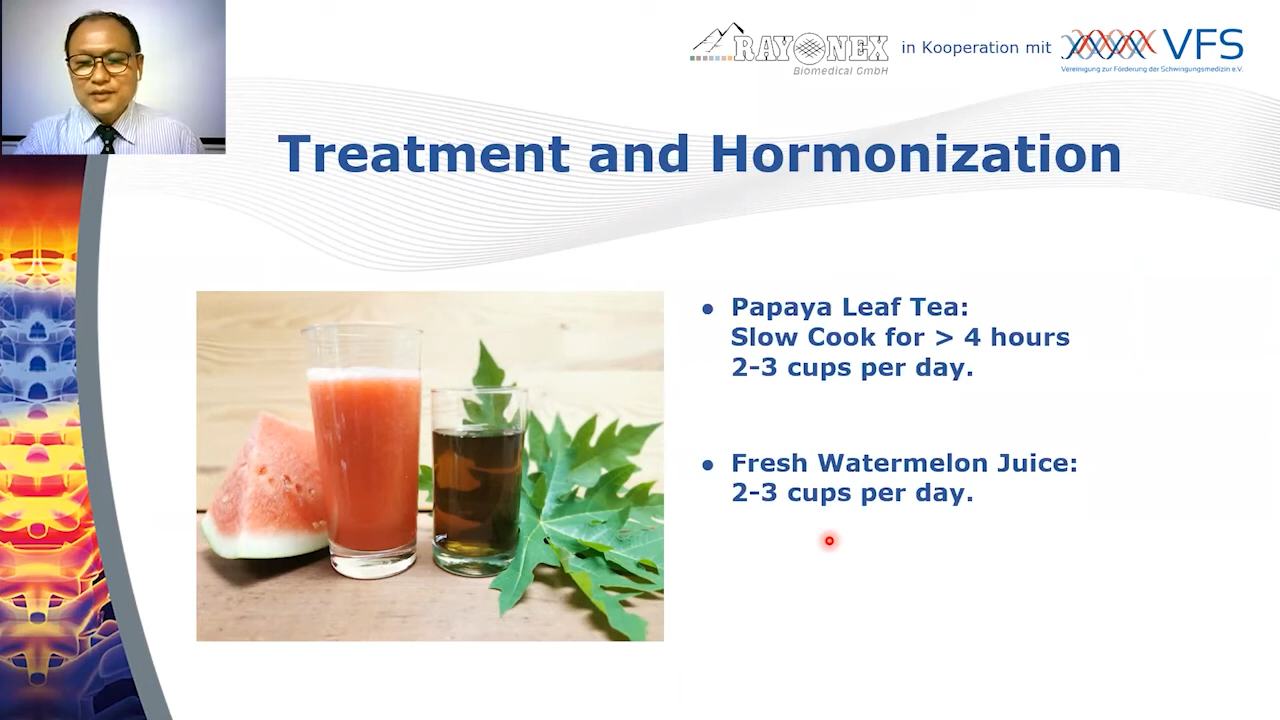 RAYONEX
Biomedical GmbH
in Kooperation mit
VFS
Vereinigung zur Förderung der Schwingungsmedizin e.V.
Treatment and Hormonization
• Papaya Leaf Tea:
Slow Cook for > 4 hours
2-3 cups per day.
• Fresh Watermelon Juice:
2-3 cups per day.